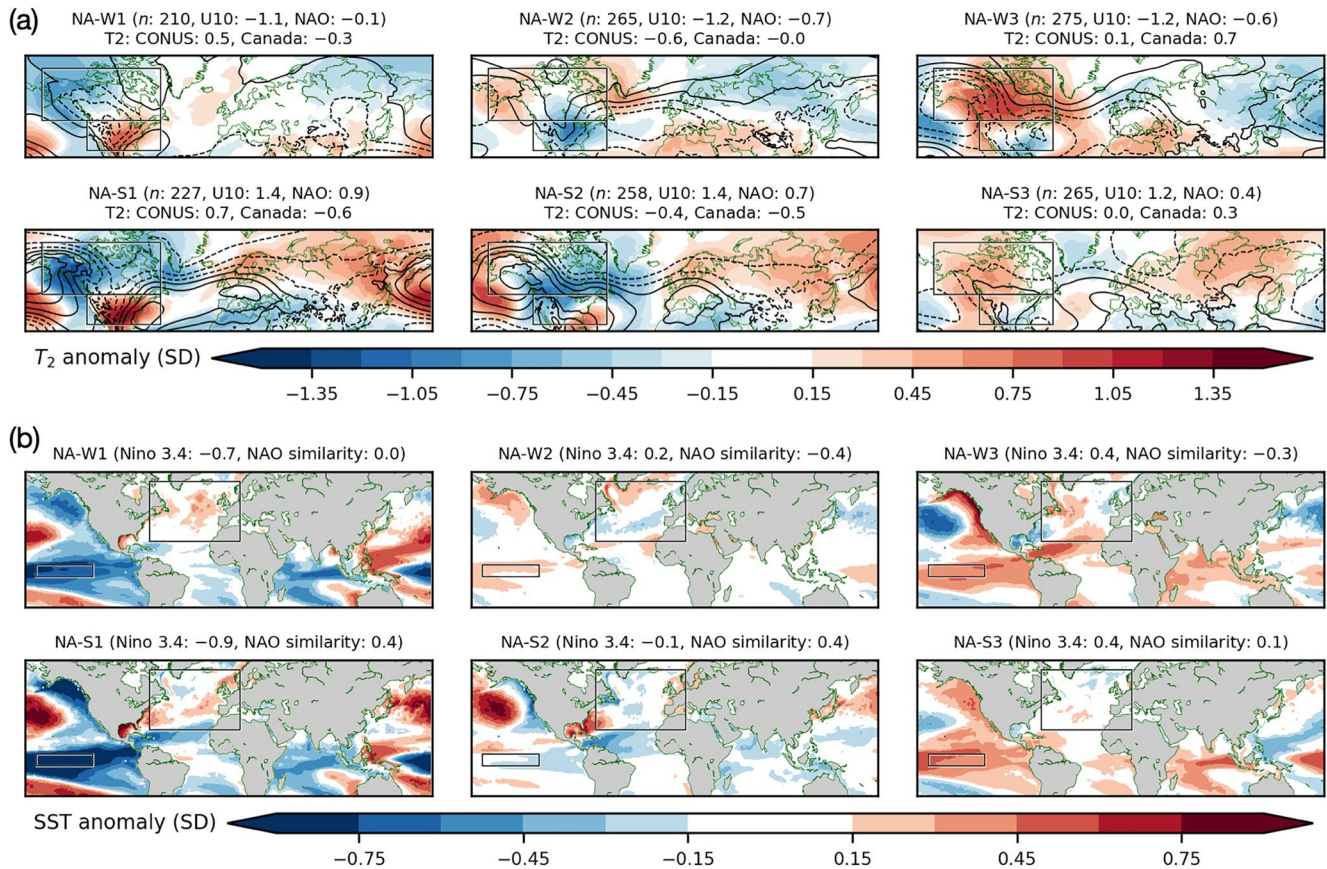 (a)
NA-W1 (n: 210, U10: −1.1, NAO: −0.1)
T2: CONUS: 0.5, Canada: −0.3
NA-W2 (n: 265, U10: −1.2, NAO: −0.7)
T2: CONUS: −0.6, Canada: −0.0
NA-W3 (n: 275, U10: −1.2, NAO: −0.6)
T2: CONUS: 0.1, Canada: 0.7
NA-S1 (n: 227, U10: 1.4, NAO: 0.9)
T2: CONUS: 0.7, Canada: −0.6
NA-S2 (n: 258, U10: 1.4, NAO: 0.7)
T2: CONUS: −0.4, Canada: −0.5
NA-S3 (n: 265, U10: 1.2, NAO: 0.4)
T2: CONUS: 0.0, Canada: 0.3
T2 anomaly (SD)
−1.35 −1.05 −0.75 −0.45 −0.15 0.15 0.45 0.75 1.05 1.35
(b)
NA-W1 (Nino 3.4: −0.7, NAO similarity: 0.0)
NA-W2 (Nino 3.4: 0.2, NAO similarity: −0.4)
NA-W3 (Nino 3.4: 0.4, NAO similarity: −0.3)
NA-S1 (Nino 3.4: −0.9, NAO similarity: 0.4)
NA-S2 (Nino 3.4: −0.1, NAO similarity: 0.4)
NA-S3 (Nino 3.4: 0.4, NAO similarity: 0.1)
SST anomaly (SD)
−0.75 −0.45 −0.15 0.15 0.45 0.75